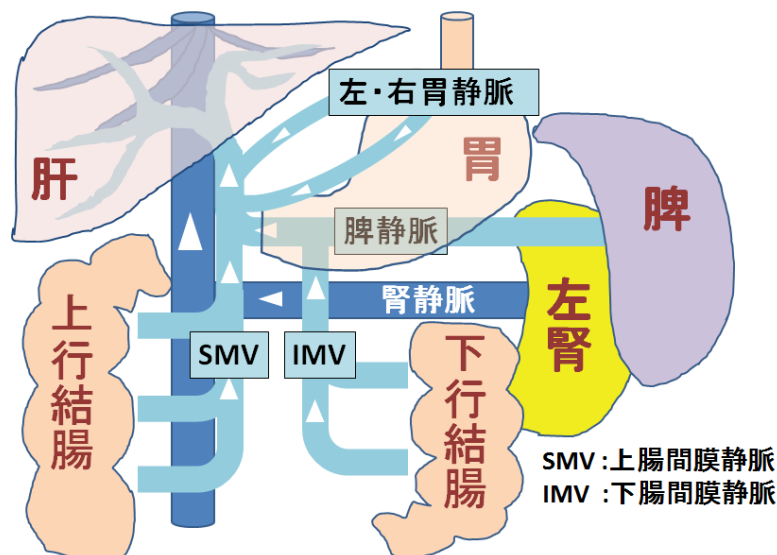 左・右胃静脈
胃
肝
脾
脾静脈
腎静脈
左腎
上行結腸
SMV
IMV
下行結腸
SMV：上腸間膜静脈
IMV ：下腸間膜静脈